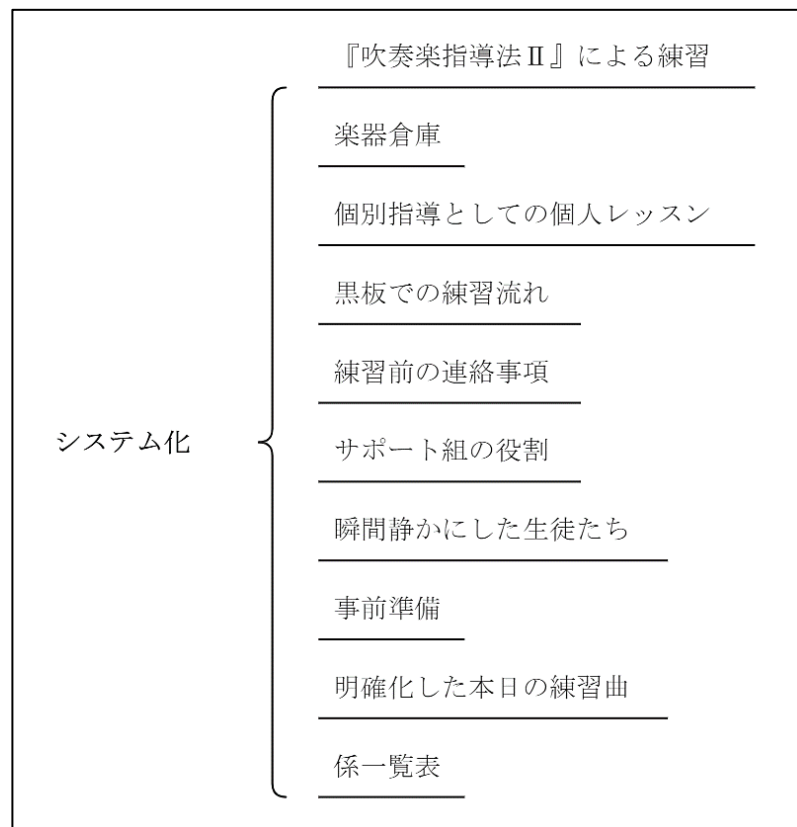 『吹奏楽指導法Ⅱ』による練習
楽器倉庫
個別指導としての個人レッスン
黒板での練習流れ
練習前の連絡事項
システム化
サポート組の役割
瞬間静かにした生徒たち
事前準備
明確化した本日の練習曲
係一覧表